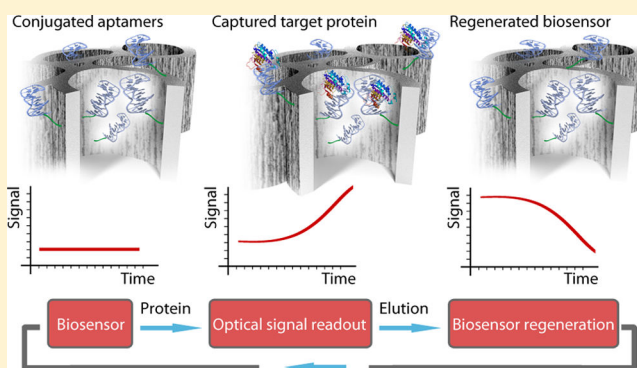 Conjugated aptamers
Captured target protein
Regenerated biosensor
Signal
Time
Signal
Time
Signal
Time
Biosensor
Protein
Optical signal readout
Elution
Biosensor regeneration